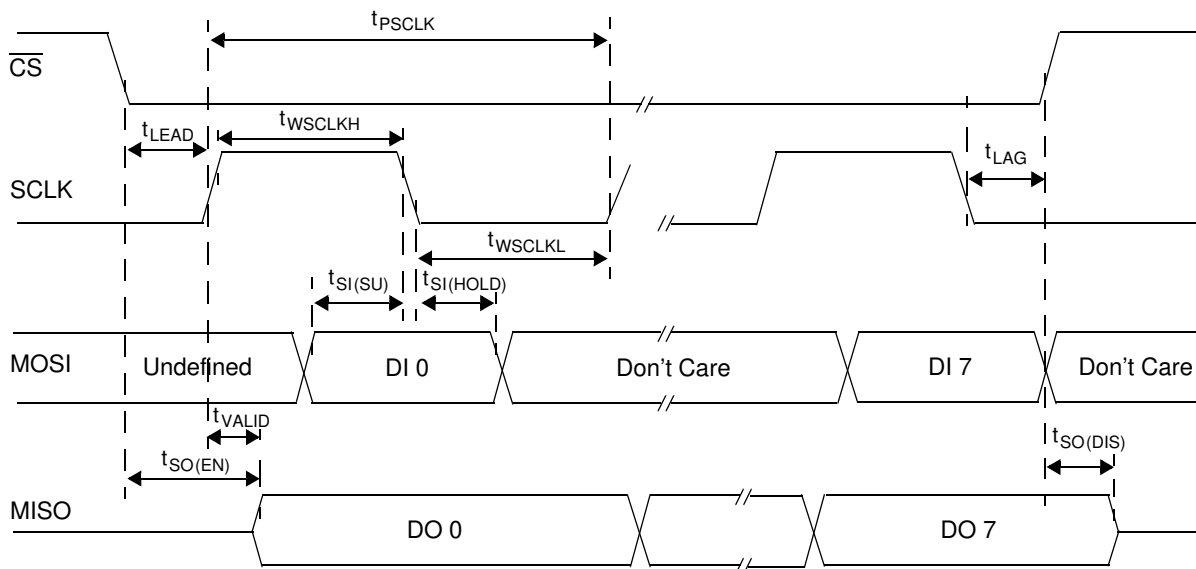 tPSCLK
CS
tLEAD
tWSCLKH
tLAG
SCLK
tWSCLKL
tSI(SU)
tSI(HOLD)
MOSI
Undefined
DI 0
Don't Care
DI 7
Don't Care
tVALID
tSO(EN)
tSO(DIS)
MISO
DO 0
DO 7